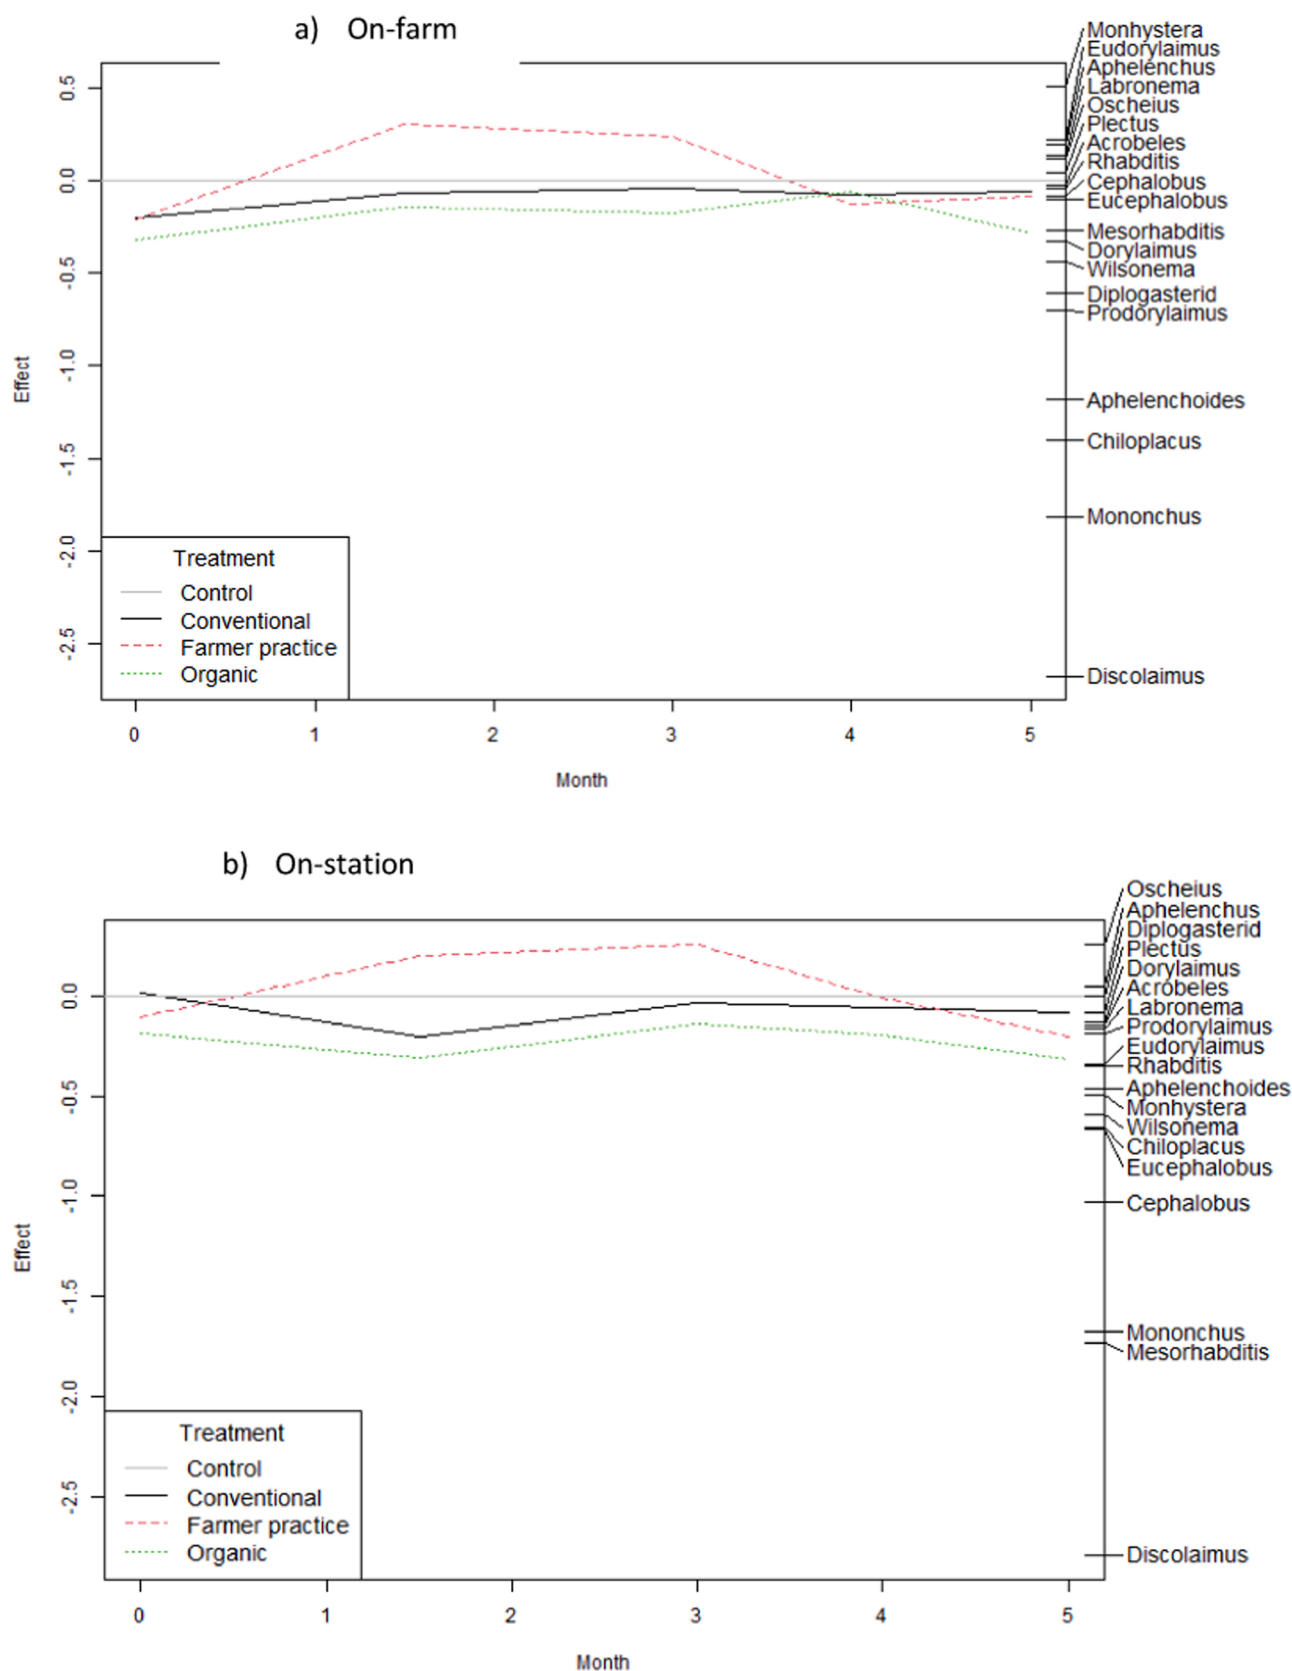 a) On-farm
Monhystera
Eudorylaimus
Aphelenchus
Labronema
Oscheius
Plectus
Acrobeles
Rhabditis
Cephalobus
Eucephalobus
Mesorhabditis
Dorylaimus
Wilsonema
Diplogasterid
Prodorylaimus
Aphelenchoides
Chiloplacus
Mononchus
Discolaimus
0.5
0.0
-0.5
-1.0
-1.5
-2.0
-2.5
Effect
Treatment
Control
Conventional
Farmer practice
Organic
0 1 2 3 4 5
Month
b) On-station
Oscheius
Aphelenchus
Diplogasterid
Plectus
Dorylaimus
Acrobeles
Labronema
Prodorylaimus
Eudorylaimus
Rhabditis
Aphelenchoides
Monhystera
Wilsonema
Chiloplacus
Eucephalobus
Cephalobus
Mononchus
Mesorhabditis
Discolaimus
0.0
-0.5
-1.0
-1.5
-2.0
-2.5
Effect
Treatment
Control
Conventional
Farmer practice
Organic
0 1 2 3 4 5
Month